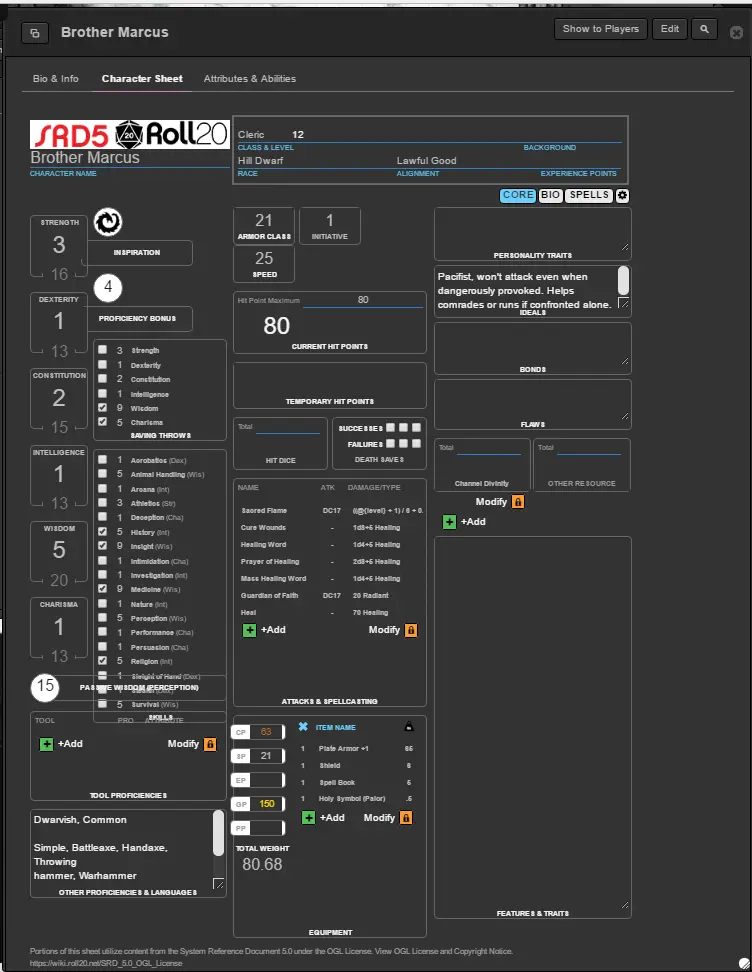 Brother Marcus
Show to Players
Edit
Bio & Info
Character Sheet
Attributes & Abilities
SRD5 20 Roll20
Brother Marcus
CHARACTER NAME
Cleric 12
CLASS & LEVEL BACKGROUND
Hill Dwarf Lawful Good
RACE ALIGNMENT EXPERIENCE POINTS
CORE BIO SPELLS
STRENGTH
3
16
DEXTERITY
1
13
CONSTITUTION
2
15
INTELLIGENCE
1
13
WISDOM
5
20
CHARISMA
1
13
INSPIRATION
4
PROFICIENCY BONUS
3 Strength
1 Dexterity
2 Constitution
1 Intelligence
9 Wisdom
5 Charisma
SAVING THROWS
1 Acrobatics (Dex)
5 Animal Handling (Wis)
1 Arcana (Int)
3 Athletics (Str)
1 Deception (Cha)
5 History (Int)
9 Insight (Wis)
1 Intimidation (Cha)
1 Investigation (Int)
9 Medicine (Wis)
1 Nature (Int)
5 Perception (Wis)
1 Performance (Cha)
1 Persuasion (Cha)
5 Religion (Int)
1 Sleight of Hand (Dex)
5 Survival (Wis)
SKILLS
15 PASSIVE WISDOM (PERCEPTION)
TOOL PRO ATTRIBUTE
+Add Modify
TOOL PROFICIENCIES
Dwarvish, Common
Simple, Battleaxe, Handaxe,
Throwing
hammer, Warhammer
OTHER PROFICIENCIES & LANGUAGES
21
ARMOR CLASS
1
INITIATIVE
25
SPEED
Hit Point Maximum 80
80
CURRENT HIT POINTS
TEMPORARY HIT POINTS
Total
HIT DICE
SUCCESSES
FAILURES
DEATH SAVES
NAME ATK DAMAGE/TYPE
Sacred Flame DC17 ((@{level} + 1) / 6 + 0.
Cure Wounds - 1d8+5 Healing
Healing Word - 1d4+5 Healing
Prayer of Healing - 2d8+5 Healing
Mass Healing Word - 1d4+5 Healing
Guardian of Faith DC17 20 Radiant
Heal - 70 Healing
+Add Modify
ATTACKS & SPELLCASTING
CP 63
SP 21
EP
GP 150
PP
TOTAL WEIGHT
80.68
ITEM NAME
1 Plate Armor +1 65
1 Shield 6
1 Spell Book 5
1 Holy Symbol (Palor) .5
+Add Modify
EQUIPMENT
PERSONALITY TRAITS
Pacifist, won't attack even when
dangerously provoked. Helps
comrades or runs if confronted alone.
IDEALS
BONDS
FLAWS
Total
Channel Divinity
Total
OTHER RESOURCE
Modify
+Add
FEATURES & TRAITS
Portions of this sheet utilize content from the System Reference Document 5.0 under the OGL License. View OGL License and Copyright Notice.
https://wiki.roll20.net/SRD_5.0_OGL_License